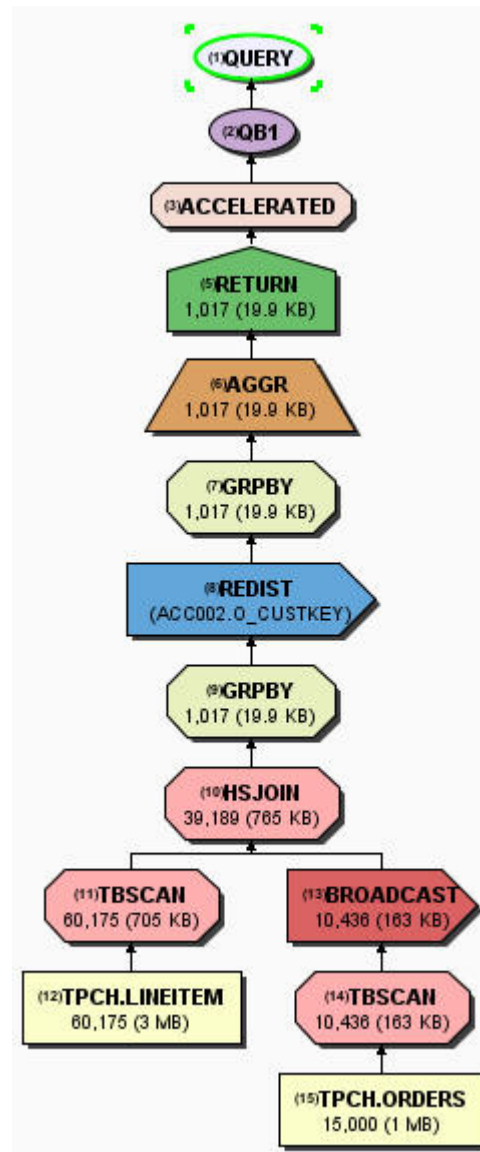 (1)QUERY
(2)QB1
(3)ACCELERATED
(5)RETURN
1,017 (19.9 KB)
(6)AGGR
1,017 (19.9 KB)
(7)GRPBY
1,017 (19.9 KB)
(8)REDIST
(ACC002.O_CUSTKEY)
(9)GRPBY
1,017 (19.9 KB)
(10)HSJOIN
39,189 (765 KB)
(11)TBSCAN
60,175 (705 KB)
(13)BROADCAST
10,436 (163 KB)
(12)TPCH.LINEITEM
60,175 (3 MB)
(14)TBSCAN
10,436 (163 KB)
(15)TPCH.ORDERS
15,000 (1 MB)